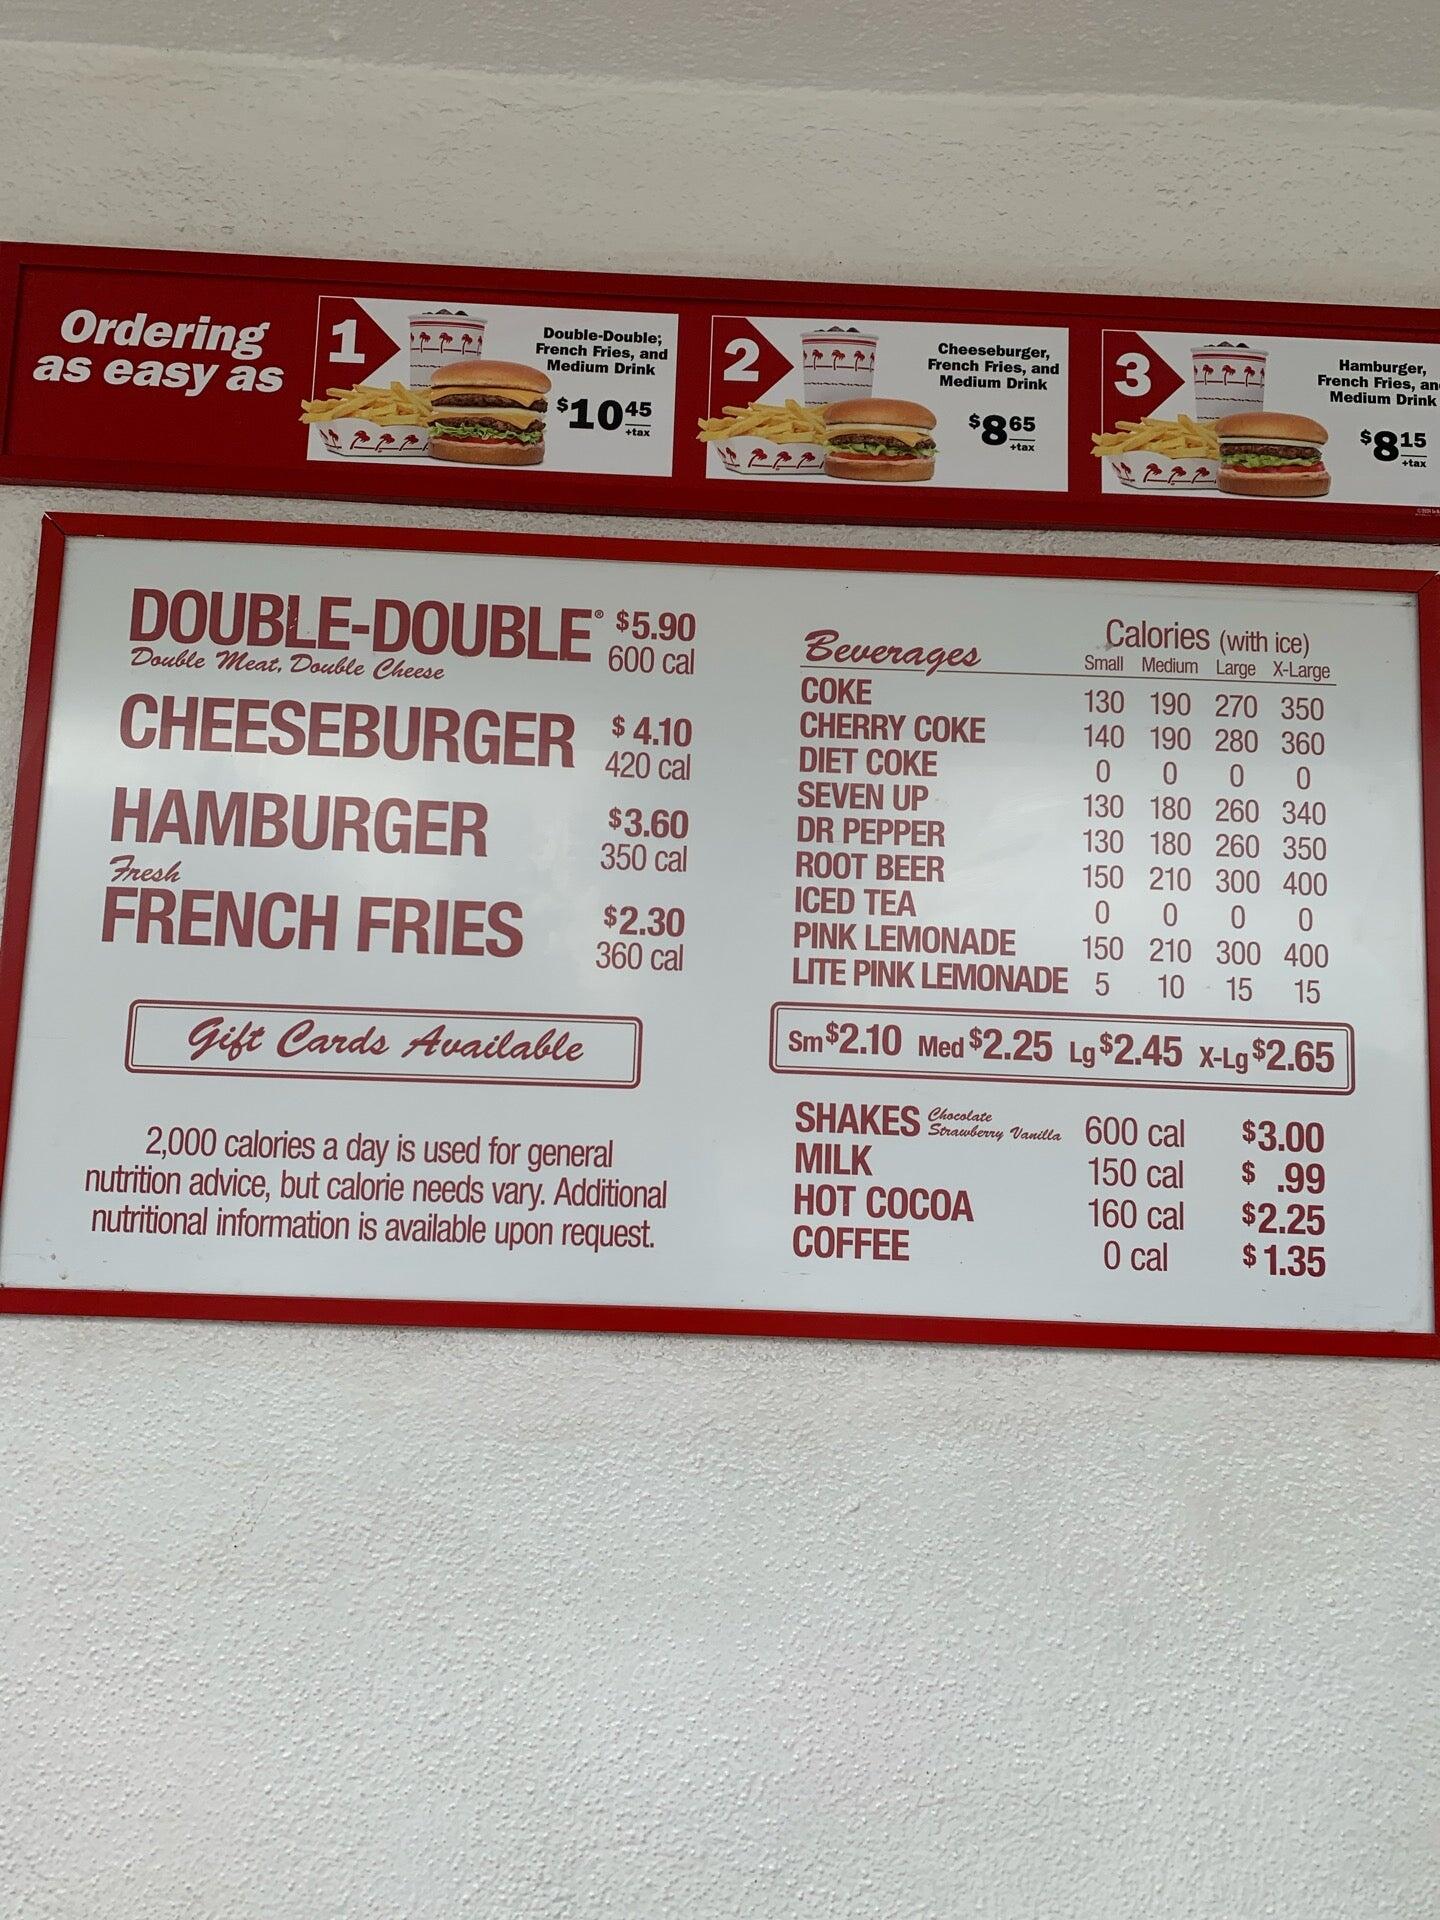 Ordering
as easy as
1
Double-Double,
French Fries, and
Medium Drink
$10 45
+tax
2
Cheeseburger,
French Fries, and
Medium Drink
$8 65
+tax
3
Hamburger,
French Fries, an
Medium Drink
$8 15
+tax
DOUBLE-DOUBLE® $5.90
Double Meat, Double Cheese 600 cal
CHEESEBURGER $ 4.10
420 cal
HAMBURGER $3.60
350 cal
Fresh
FRENCH FRIES $2.30
360 cal
Gift Cards Available
2,000 calories a day is used for general
nutrition advice, but calorie needs vary. Additional
nutritional information is available upon request.
Calories (with ice)
Beverages Small Medium Large X-Large
COKE 130 190 270 350
CHERRY COKE 140 190 280 360
DIET COKE 0 0 0 0
SEVEN UP 130 180 260 340
DR PEPPER 130 180 260 350
ROOT BEER 150 210 300 400
ICED TEA 0 0 0 0
PINK LEMONADE 150 210 300 400
LITE PINK LEMONADE 5 10 15 15
Sm $2.10 Med $2.25 Lg $2.45 X-Lg $2.65
SHAKES Chocolate Strawberry Vanilla 600 cal $3.00
MILK 150 cal $ .99
HOT COCOA 160 cal $2.25
COFFEE 0 cal $1.35